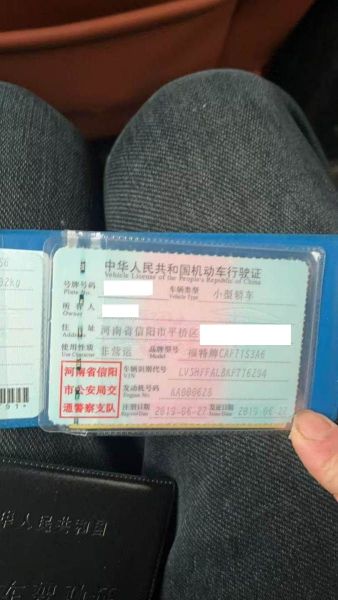 中华人民共和国机动车行驶证
Vehicle License of the People's Republic of China
号牌号码
Plate No.
车辆类型
Vehicle Type
小型轿车
所有人
Owner
住址
Address
河南省信阳市平桥区
使用性质
Use Character
非营运
品牌型号
Model
福特牌CAF7153A6
河南省信阳
市公安局交
通警察支队
车辆识别代号
VIN
发动机号码
Engine No.
注册日期
Register Date
2019-06-27
发证日期
Issue Date
2019-06-27
华人民共和国